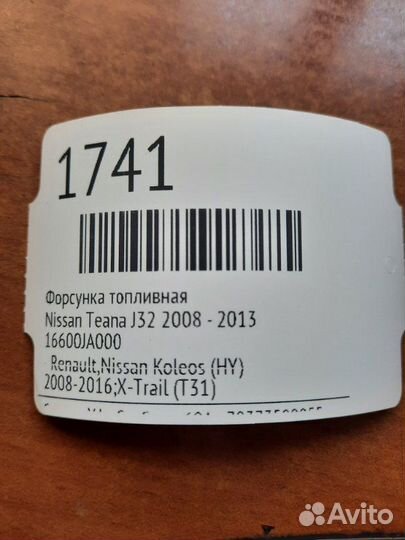 1741
Форсунка топливная
Nissan Teana J32 2008 - 2013
16600JA000
Renault,Nissan Koleos (HY)
2008-2016;X-Trail (T31)
Avito